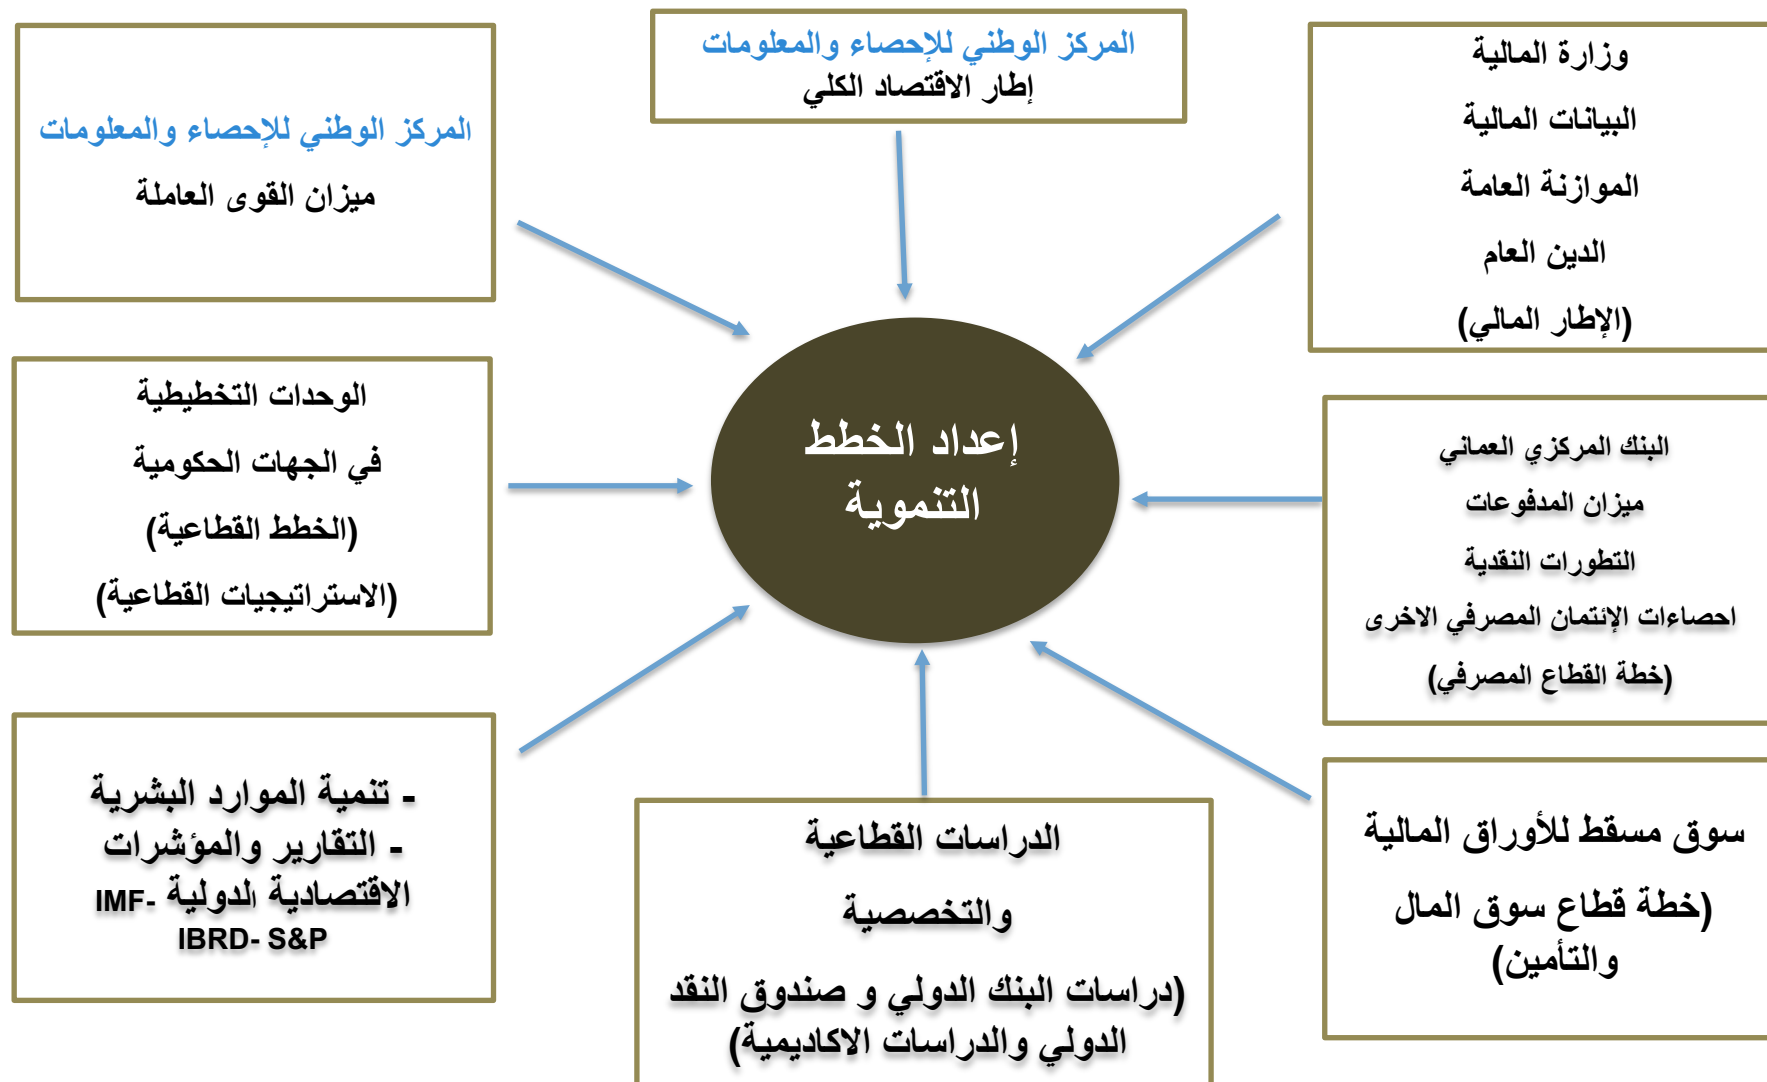 المركز الوطني للإحصاء والمعلومات
إطار الاقتصاد الكلي
وزارة المالية
البيانات المالية
الموازنة العامة
الدين العام
(الإطار المالي)
المركز الوطني للإحصاء والمعلومات
ميزان القوى العاملة
إعداد الخطط
التنموية
البنك المركزي العماني
ميزان المدفوعات
التطورات النقدية
احصاءات الإئتمان المصرفي الاخرى
(خطة القطاع المصرفي)
الوحدات التخطيطية
في الجهات الحكومية
(الخطط القطاعية)
(الاستراتيجيات القطاعية)
سوق مسقط للأوراق المالية
(خطة قطاع سوق المال
والتأمين)
الدراسات القطاعية
والتخصصية
(دراسات البنك الدولي و صندوق النقد
الدولي والدراسات الاكاديمية)
- تنمية الموارد البشرية
- التقارير والمؤشرات
الاقتصادية الدولية IMF-
IBRD- S&P